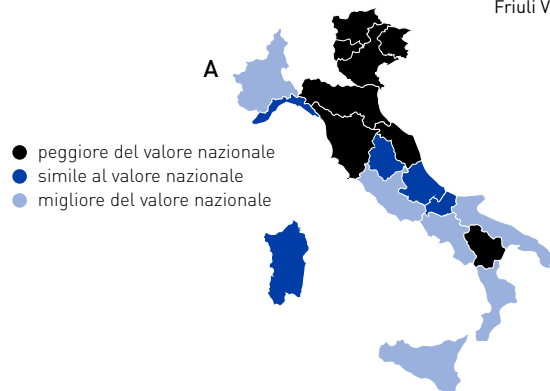 Friuli V
A
peggiore del valore nazionale
simile al valore nazionale
migliore del valore nazionale